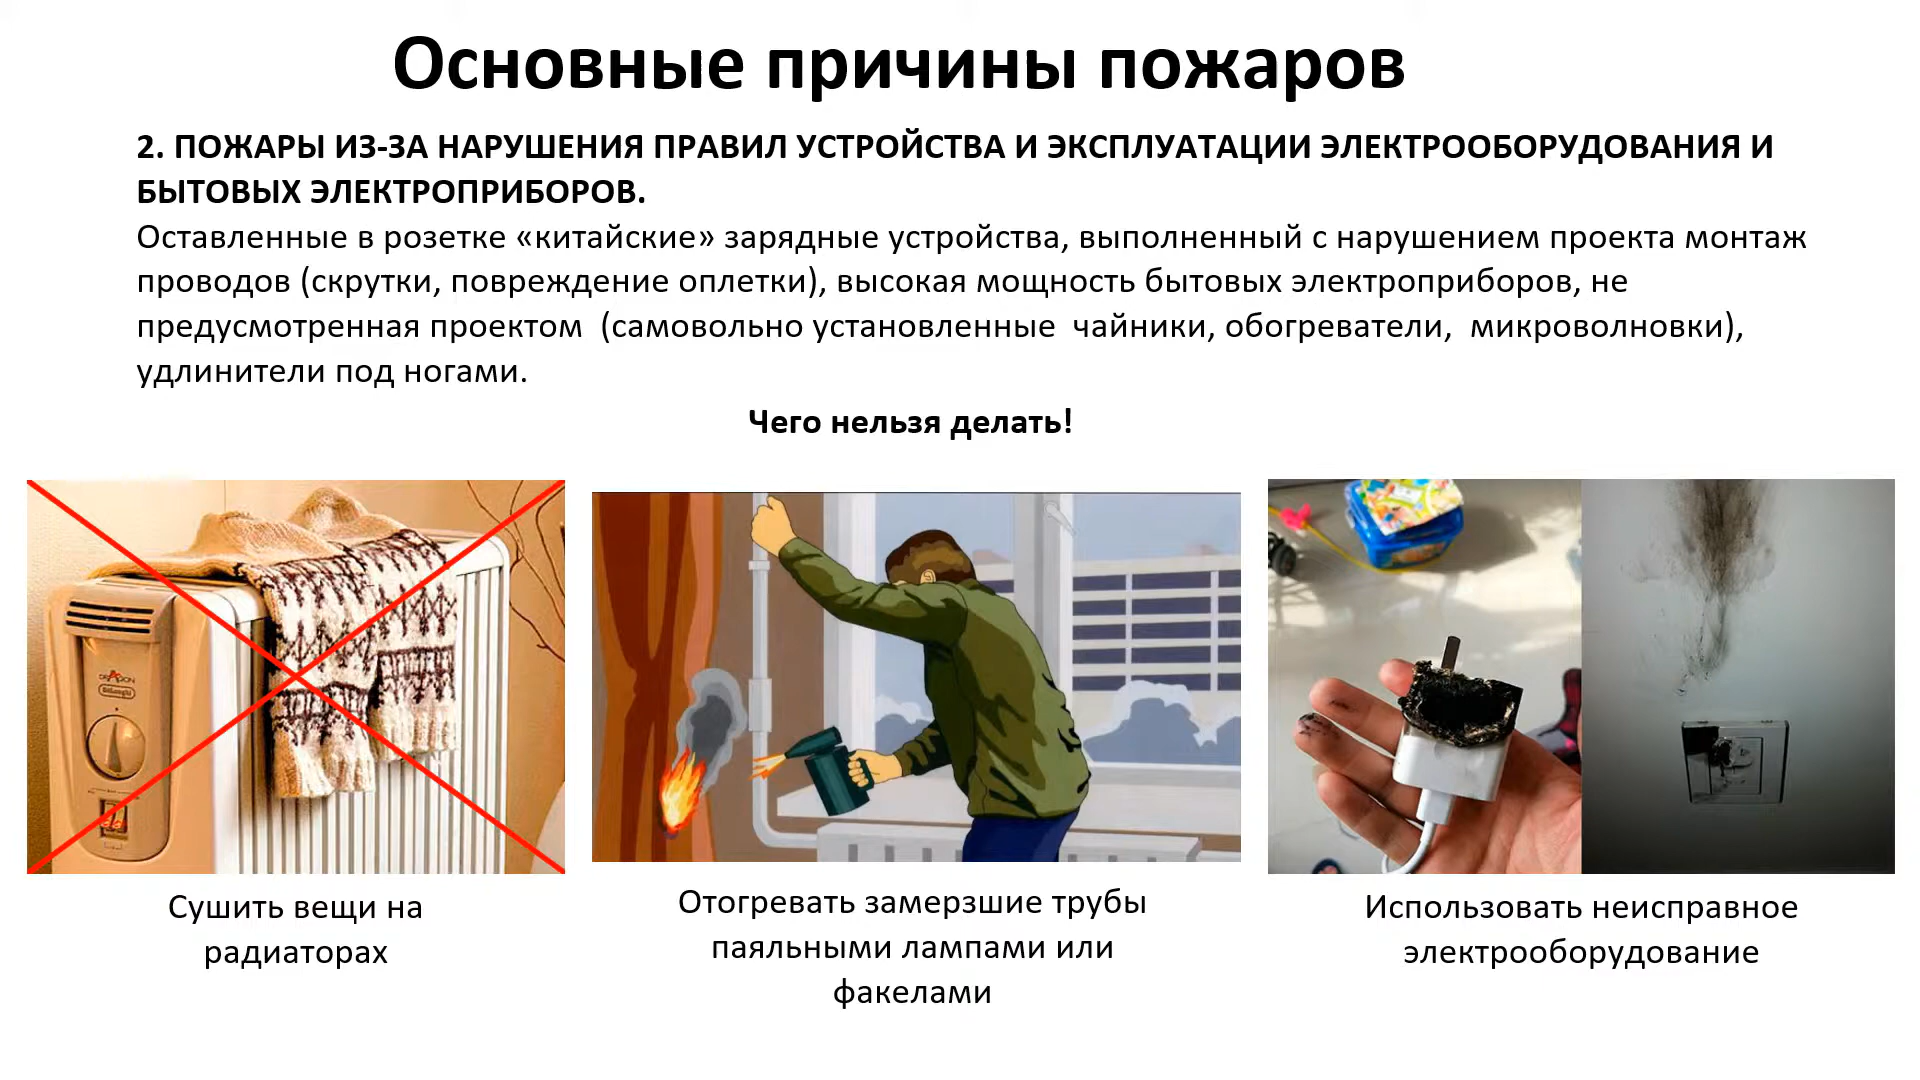 Основные причины пожаров
2. ПОЖАРЫ ИЗ-ЗА НАРУШЕНИЯ ПРАВИЛ УСТРОЙСТВА И ЭКСПЛУАТАЦИИ ЭЛЕКТРООБОРУДОВАНИЯ И
БЫТОВЫХ ЭЛЕКТРОПРИБОРОВ.
Оставленные в розетке «китайские» зарядные устройства, выполненный с нарушением проекта монтаж
проводов (скрутки, повреждение оплетки), высокая мощность бытовых электроприборов, не
предусмотренная проектом (самовольно установленные чайники, обогреватели, микроволновки),
удлинители под ногами.
Чего нельзя делать!
DRAGON
DeLonghi
Сушить вещи на
радиаторах
Отогревать замерзшие трубы
паяльными лампами или
факелами
Использовать неисправное
электрооборудование